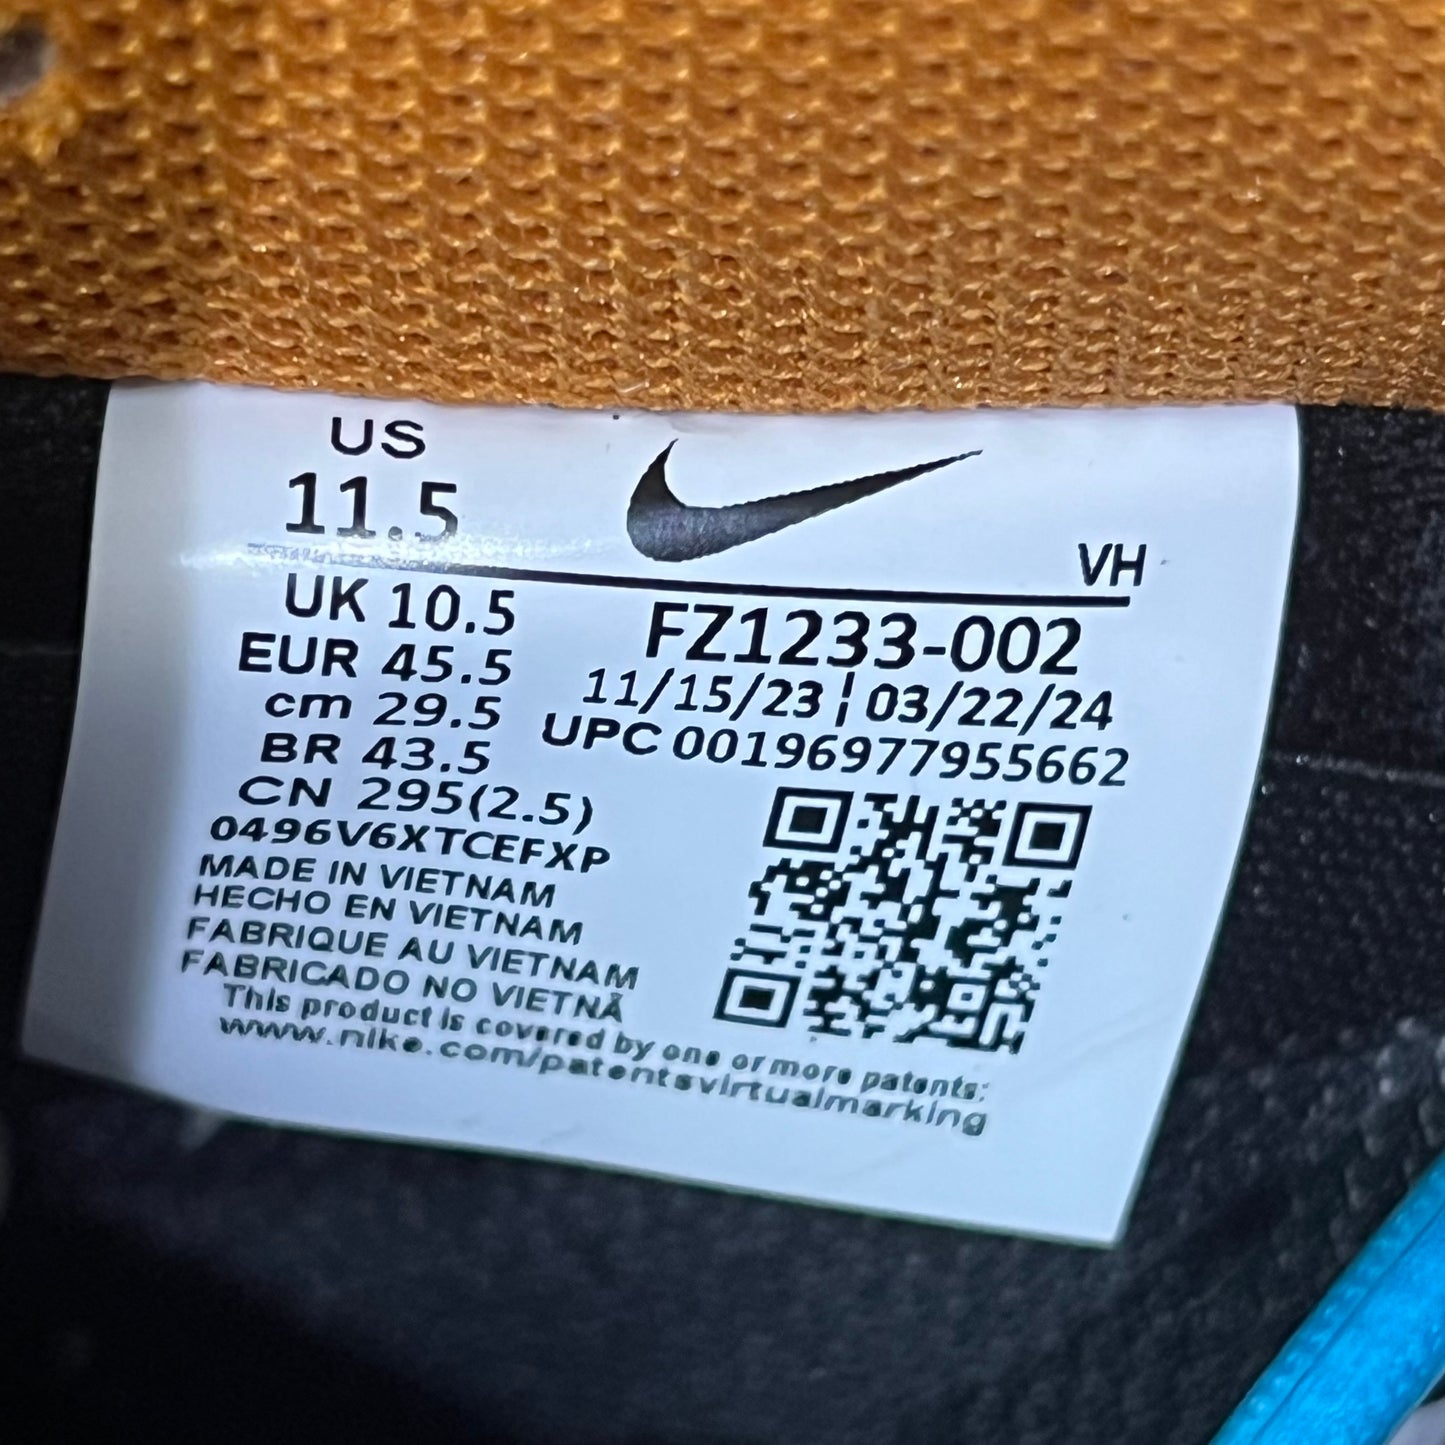 US
11.5
VH
UK 10.5
EUR 45.5
cm 29.5
BR 43.5
CN 295(2.5)
0496V6XTCEFXP
MADE IN VIETNAM
HECHO EN VIETNAM
FABRIQUE AU VIETNAM
FABRICADO NO VIETNÃ
FZ1233-002
11/15/23 ¦ 03/22/24
UPC 00196977955662
This product is covered by one or more patents:
www.nike.com/patentsvirtualmarking